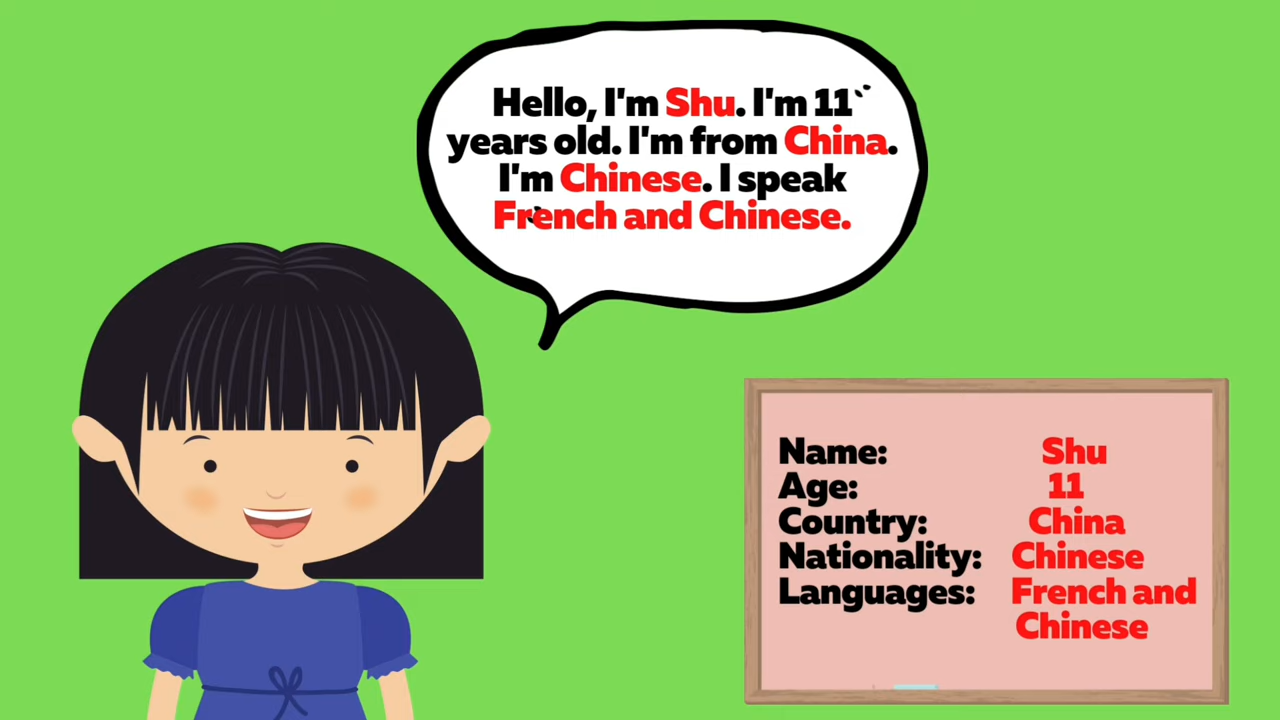 Hello, I'm Shu. I'm 11
years old. I'm from China.
I'm Chinese. I speak
French and Chinese.
Name: Shu
Age: 11
Country: China
Nationality: Chinese
Languages: French and
Chinese